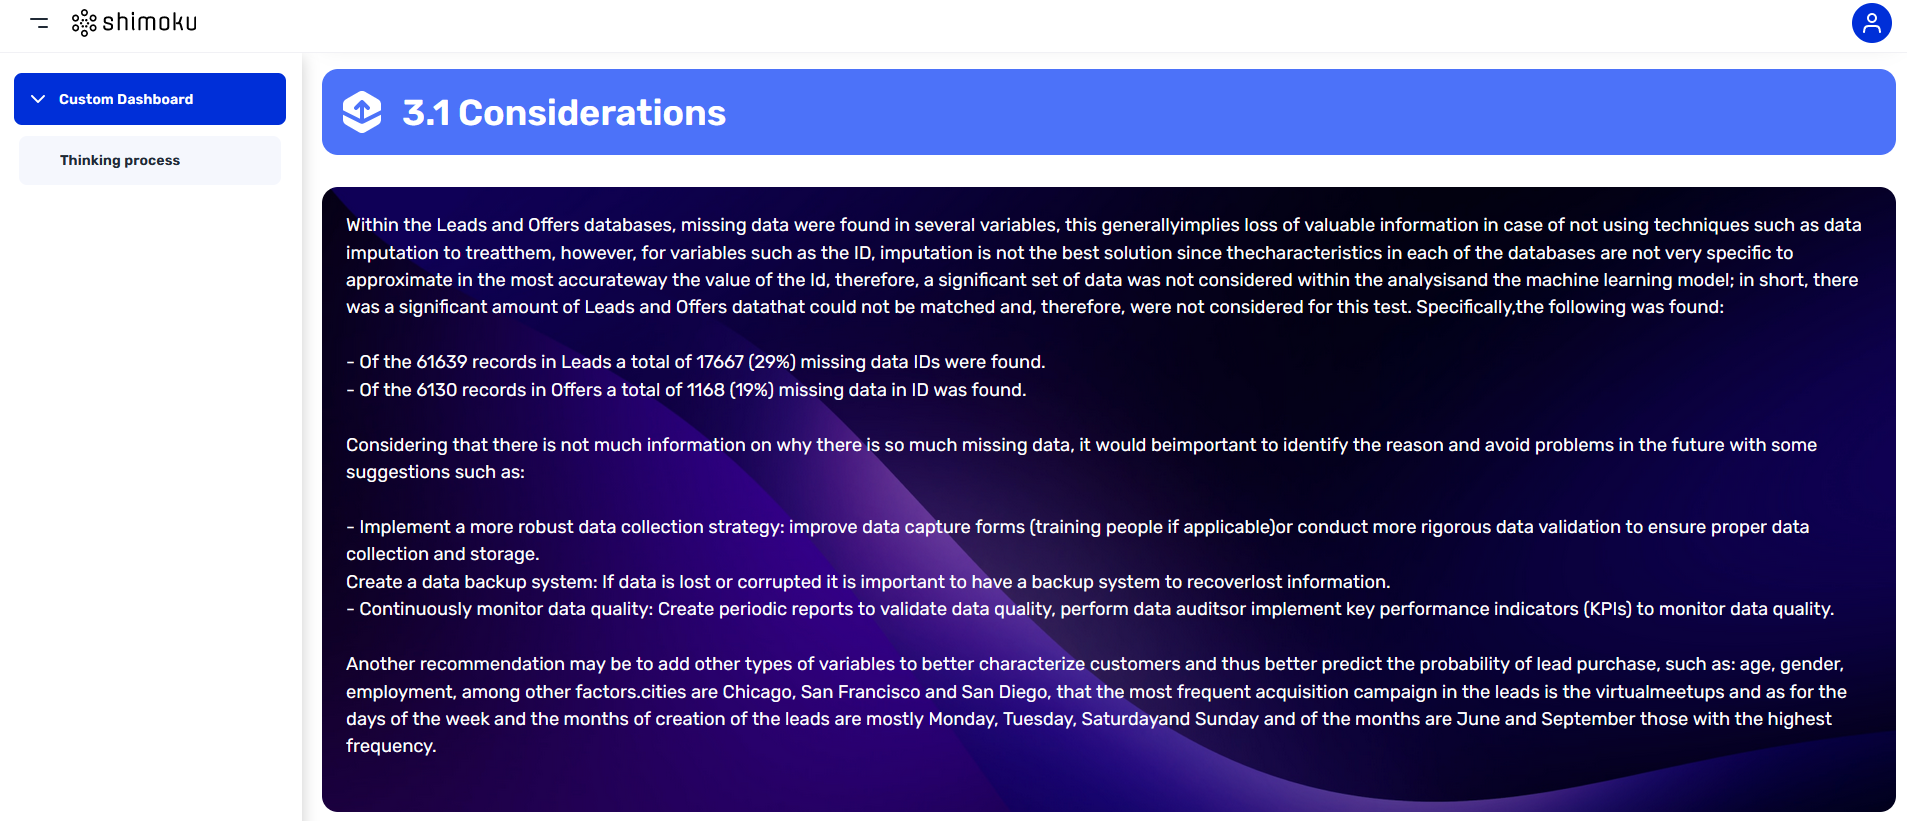 shimoku
Custom Dashboard
Thinking process
3.1 Considerations
Within the Leads and Offers databases, missing data were found in several variables, this generallyimplies loss of valuable information in case of not using techniques such as data
imputation to treatthem, however, for variables such as the ID, imputation is not the best solution since thecharacteristics in each of the databases are not very specific to
approximate in the most accurateway the value of the Id, therefore, a significant set of data was not considered within the analysisand the machine learning model; in short, there
was a significant amount of Leads and Offers datathat could not be matched and, therefore, were not considered for this test. Specifically,the following was found:
- Of the 61639 records in Leads a total of 17667 (29%) missing data IDs were found.
- Of the 6130 records in Offers a total of 1168 (19%) missing data in ID was found.
Considering that there is not much information on why there is so much missing data, it would beimportant to identify the reason and avoid problems in the future with some
suggestions such as:
- Implement a more robust data collection strategy: improve data capture forms (training people if applicable)or conduct more rigorous data validation to ensure proper data
collection and storage.
Create a data backup system: If data is lost or corrupted it is important to have a backup system to recoverlost information.
- Continuously monitor data quality: Create periodic reports to validate data quality, perform data auditsor implement key performance indicators (KPIs) to monitor data quality.
Another recommendation may be to add other types of variables to better characterize customers and thus better predict the probability of lead purchase, such as: age, gender,
employment, among other factors.cities are Chicago, San Francisco and San Diego, that the most frequent acquisition campaign in the leads is the virtualmeetups and as for the
days of the week and the months of creation of the leads are mostly Monday, Tuesday, Saturdayand Sunday and of the months are June and September those with the highest
frequency.